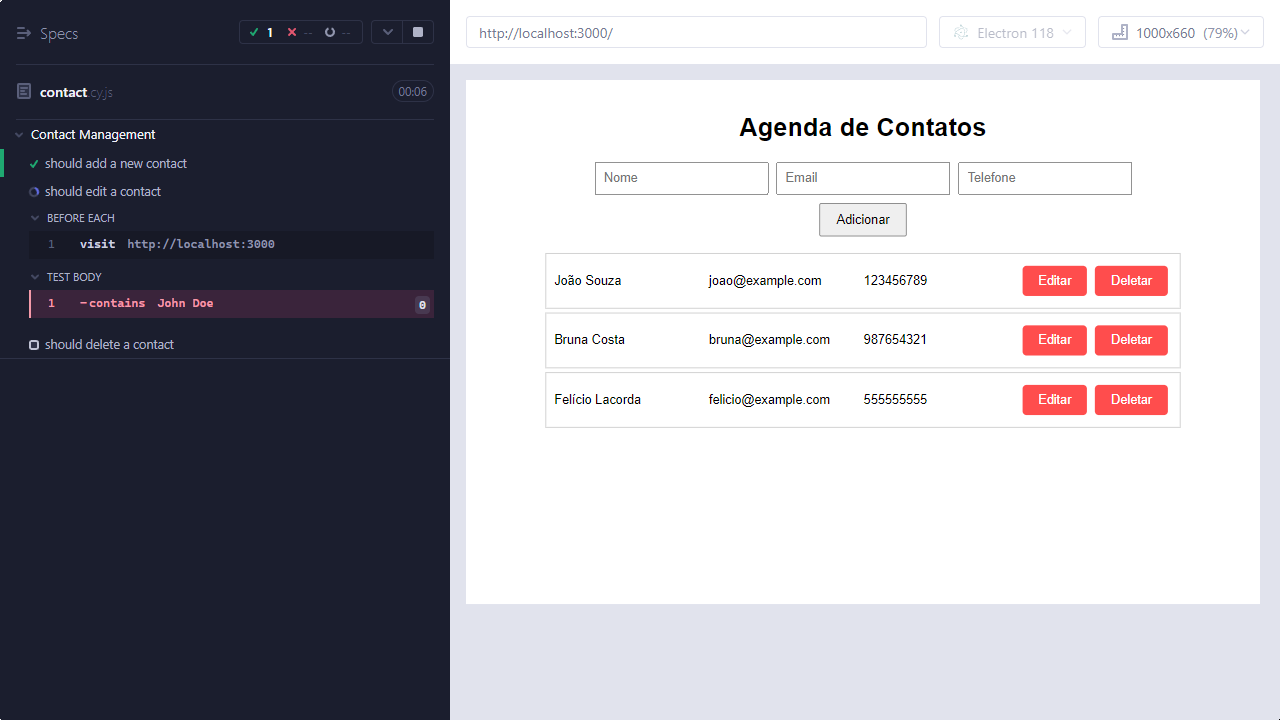 Specs
1 -- --
contact.cy.js
00:06
Contact Management
should add a new contact
should edit a contact
BEFORE EACH
1 visit http://localhost:3000
TEST BODY
1 -contains John Doe 0
should delete a contact
http://localhost:3000/
Electron 118
1000x660 (79%)
Agenda de Contatos
Nome Email Telefone
Adicionar
João Souza joao@example.com 123456789 Editar Deletar
Bruna Costa bruna@example.com 987654321 Editar Deletar
Felício Lacorda felicio@example.com 555555555 Editar Deletar